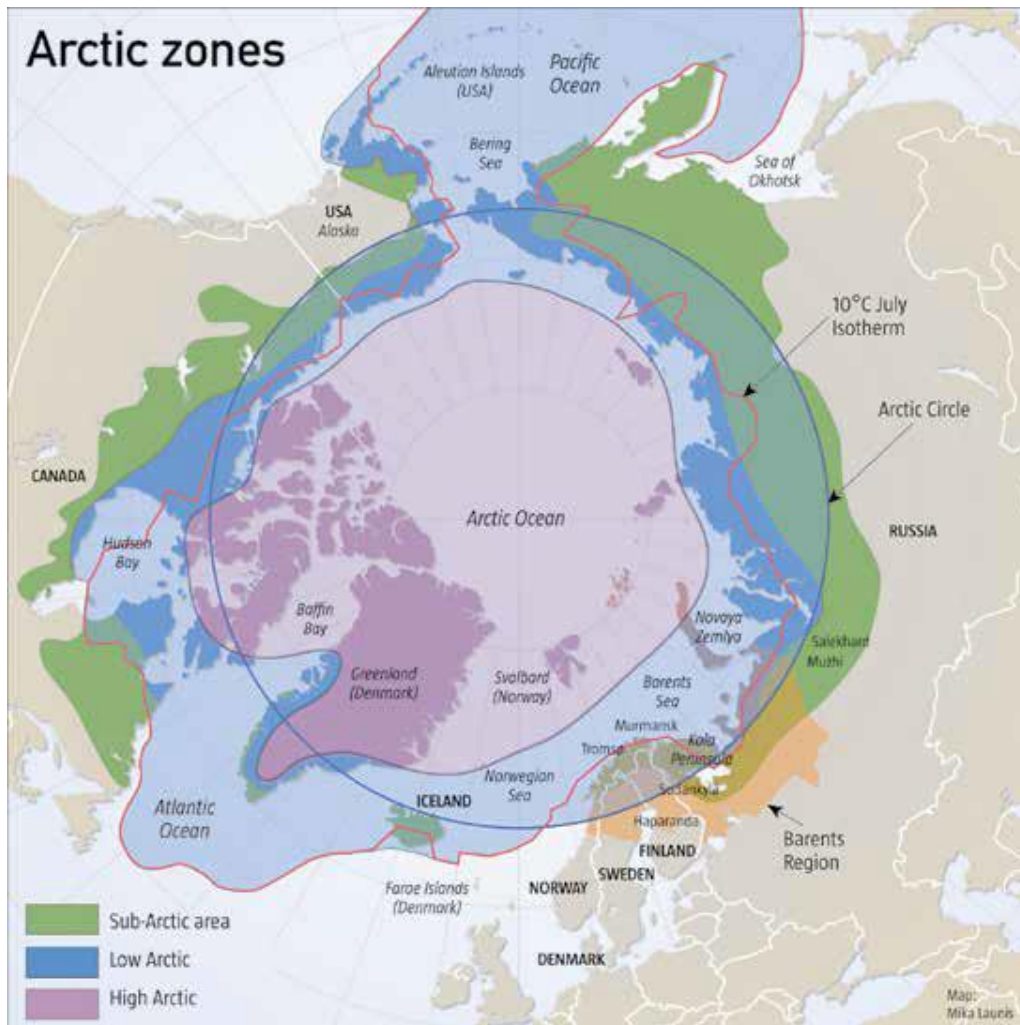 Arctic zones
Aleution Islands
(USA)
Pacific
Ocean
Bering
Sea
Sea of
Okhotsk
USA
Alaska
10°C July
Isotherm
Arctic Circle
CANADA
RUSSIA
Arctic Ocean
Hudson
Bay
Baffin
Bay
Novaya
Zemlya
Salekhard
Muzhi
Greenland
(Denmark)
Svalbard
(Norway)
Barents
Sea
Murmansk
Tromsø
Kola
Peninsula
Norwegian
Sea
Sodankylä
ICELAND
Atlantic
Ocean
Haparanda
Barents
Region
FINLAND
SWEDEN
NORWAY
Faroe Islands
(Denmark)
DENMARK
Sub-Arctic area
Low Arctic
High Arctic
Map:
Mika Launis